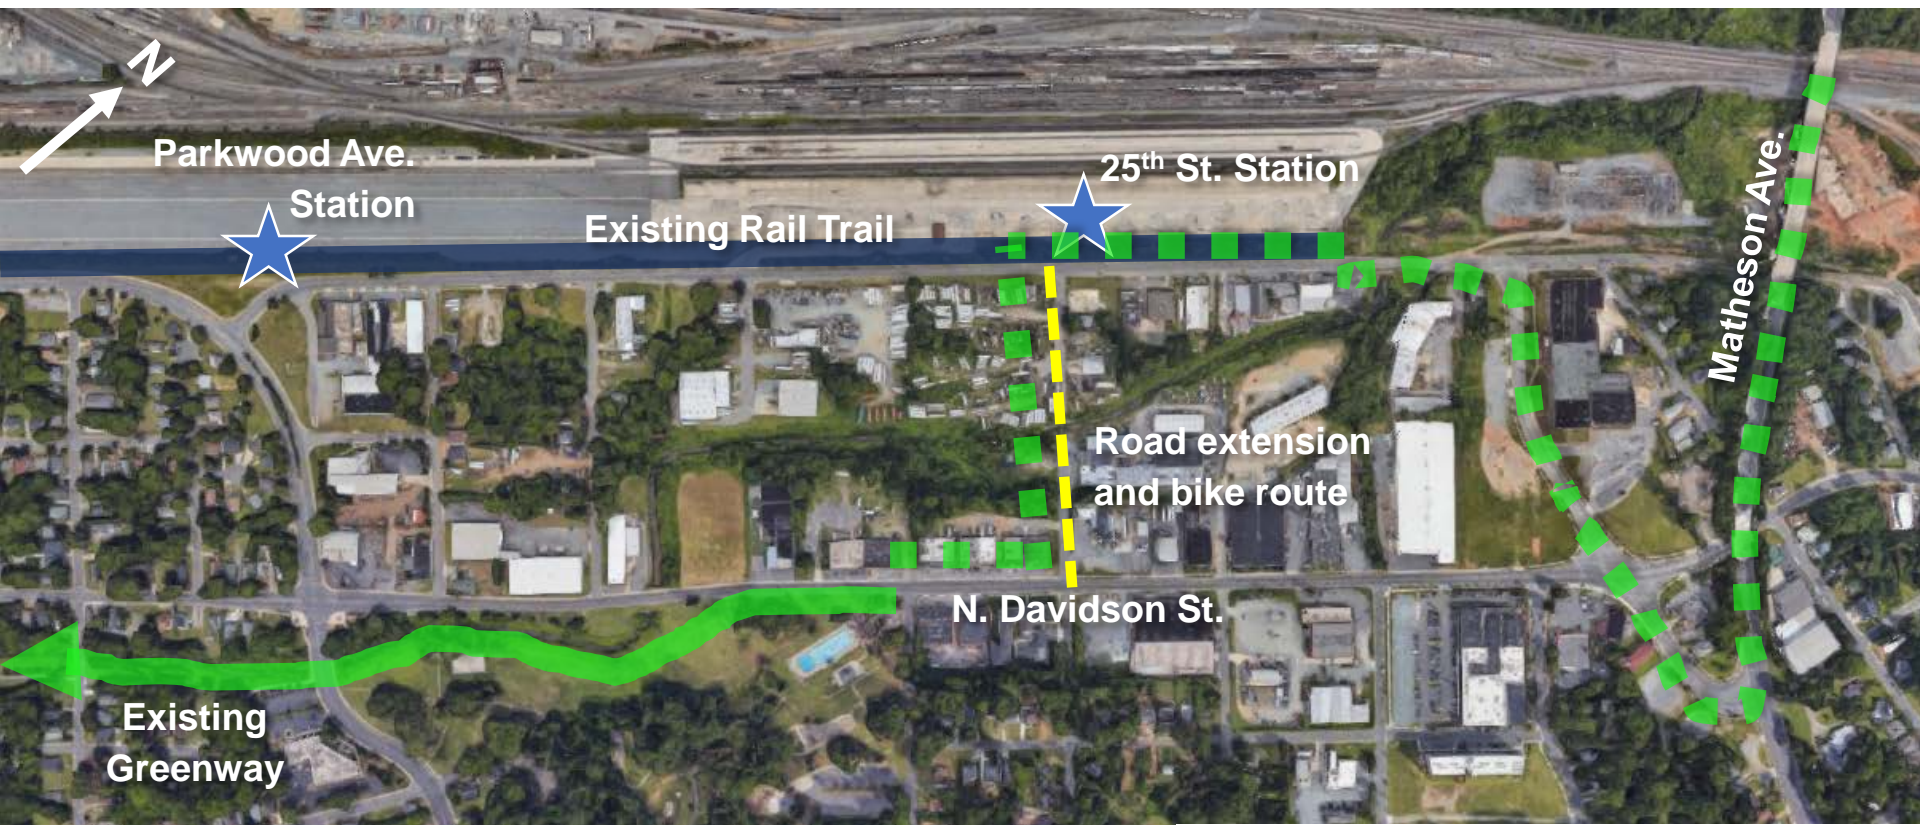 N
Parkwood Ave.
Station
25th St. Station
Existing Rail Trail
Matheson Ave.
Road extension
and bike route
N. Davidson St.
Existing
Greenway